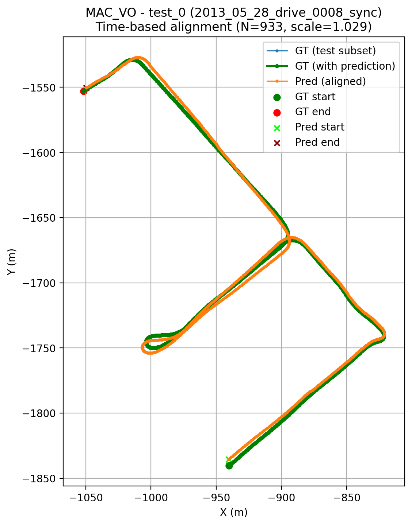 MAC_VO - test_0 (2013_05_28_drive_0008_sync)
Time-based alignment (N=933, scale=1.029)
GT (test subset)
GT (with prediction)
Pred (aligned)
GT start
GT end
Pred start
Pred end
Y (m)
−1550
−1600
−1650
−1700
−1750
−1800
−1850
−1050
−1000
−950
−900
−850
X (m)